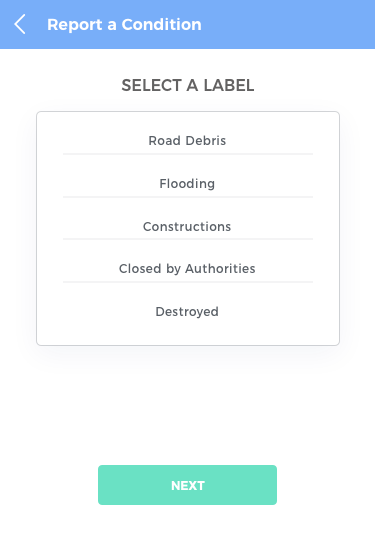 Report a Condition
SELECT A LABEL
Road Debris
Flooding
Constructions
Closed by Authorities
Destroyed
NEXT